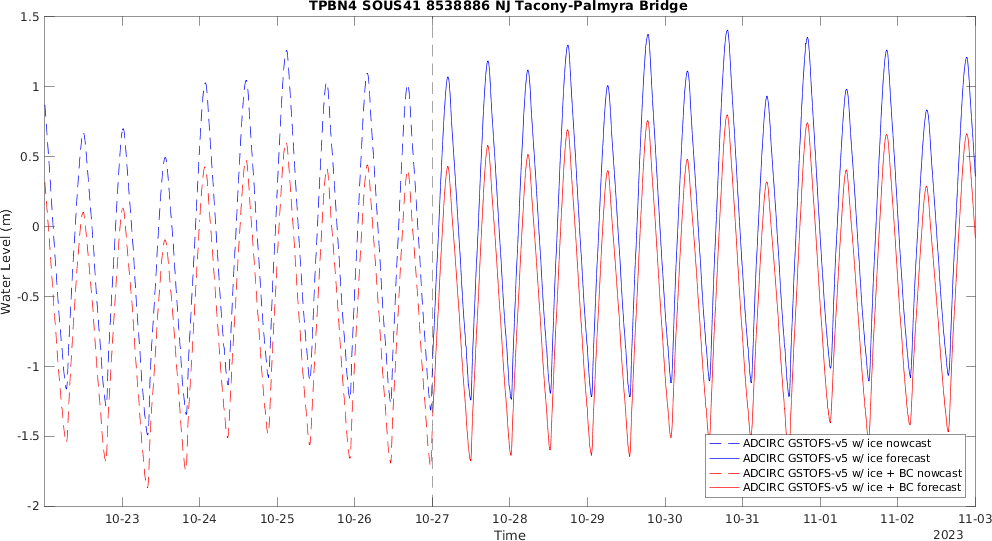 TPBN4 SOUS41 8538886 NJ Tacony-Palmyra Bridge
1.5
1
0.5
0
-0.5
-1
-1.5
-2
Water Level (m)
10-23 10-24 10-25 10-26 10-27 10-28 10-29 10-30 10-31 11-01 11-02 11-03
Time
2023
ADCIRC GSTOFS-v5 w/ ice nowcast
ADCIRC GSTOFS-v5 w/ ice forecast
ADCIRC GSTOFS-v5 w/ ice + BC nowcast
ADCIRC GSTOFS-v5 w/ ice + BC forecast